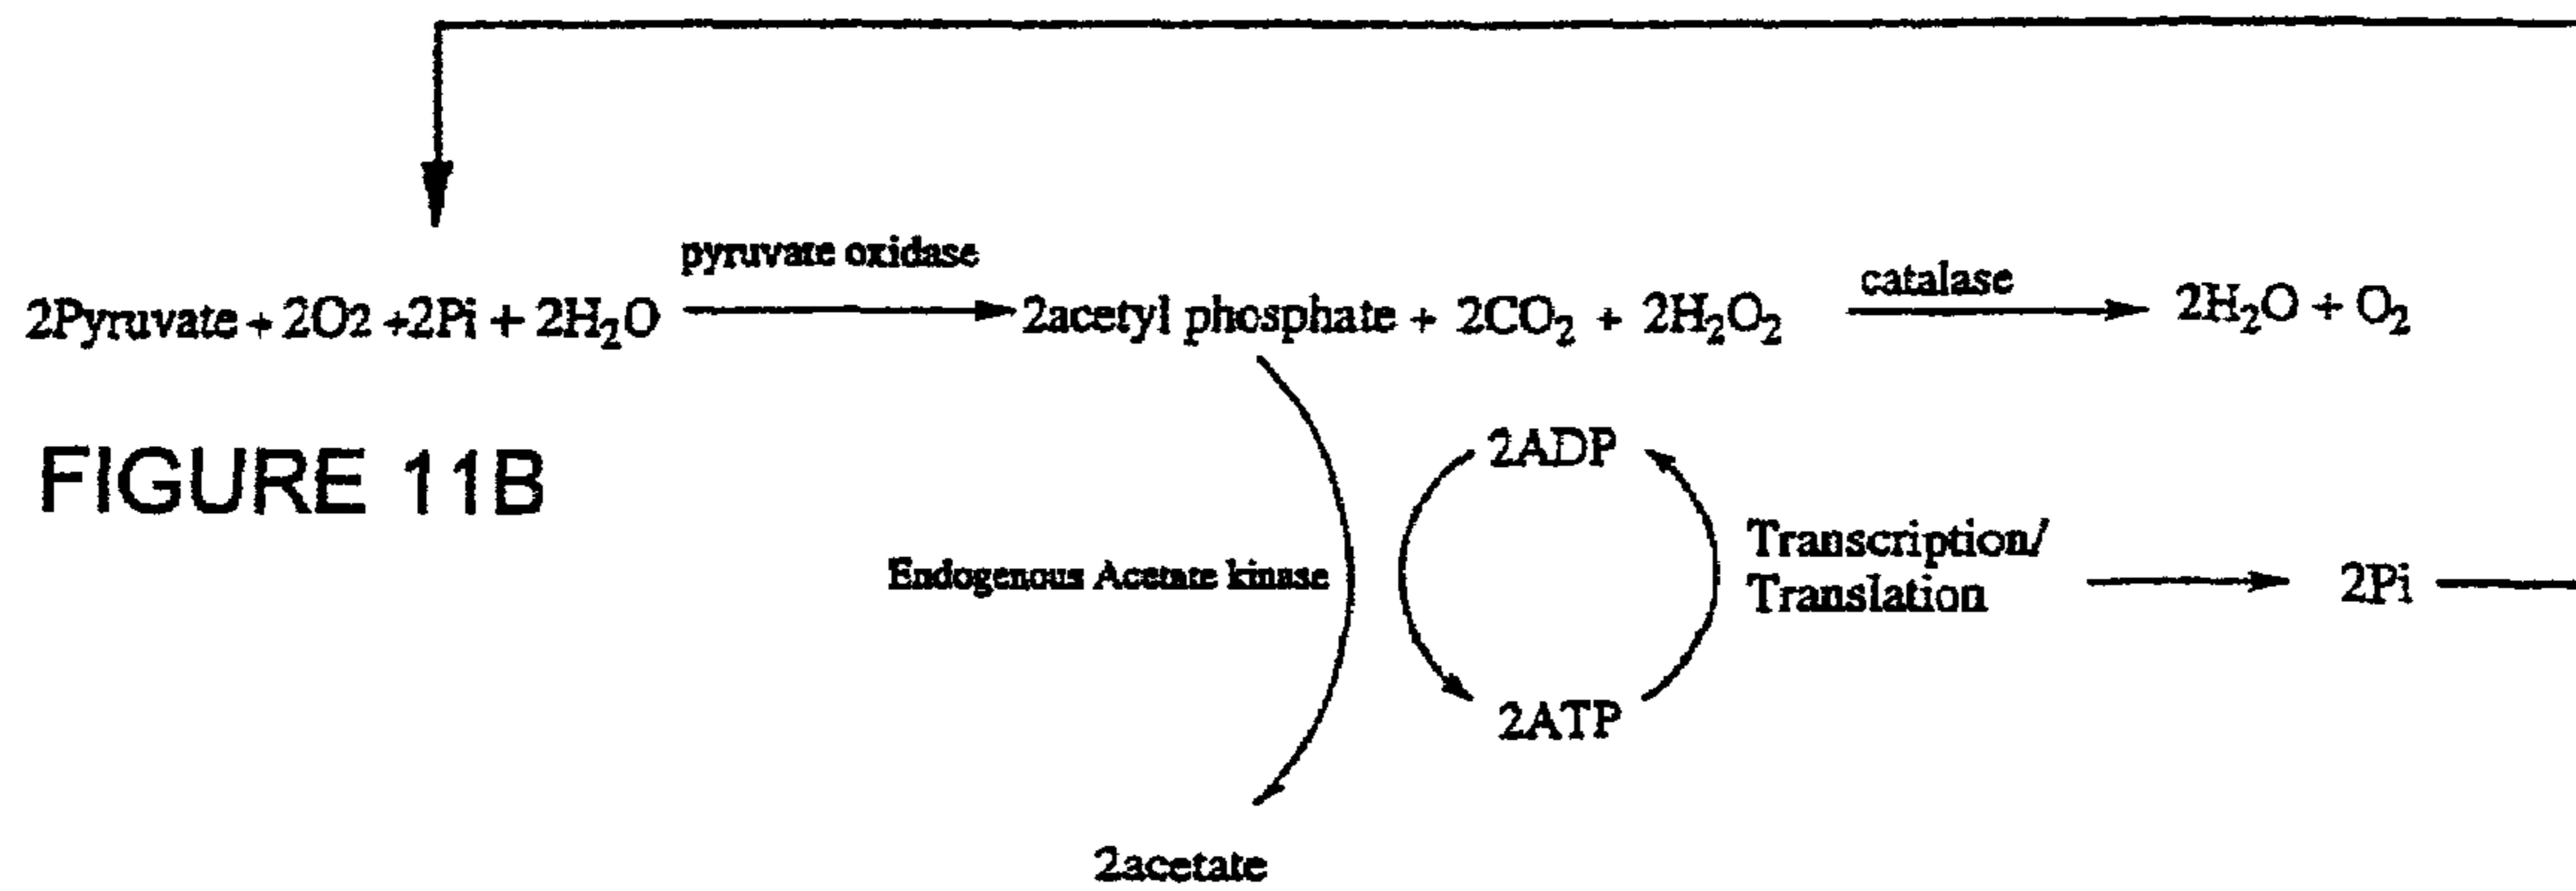 pyruvate oxidase
2Pyruvate + 2O2 +2Pi + 2H₂O
2acetyl phosphate + 2CO₂ + 2H₂O₂
catalase
2H₂O + O₂
FIGURE 11B
2ADP
Endogenous Acetate kinase
Transcription/
Translation
2Pi
2ATP
2acetate